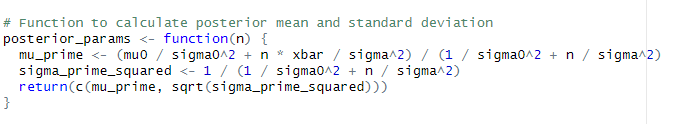 # Function to calculate posterior mean and standard deviation
posterior_params <- function(n) {
  mu_prime <- (mu0 / sigma0^2 + n * xbar / sigma^2) / (1 / sigma0^2 + n / sigma^2)
  sigma_prime_squared <- 1 / (1 / sigma0^2 + n / sigma^2)
  return(c(mu_prime, sqrt(sigma_prime_squared)))
}